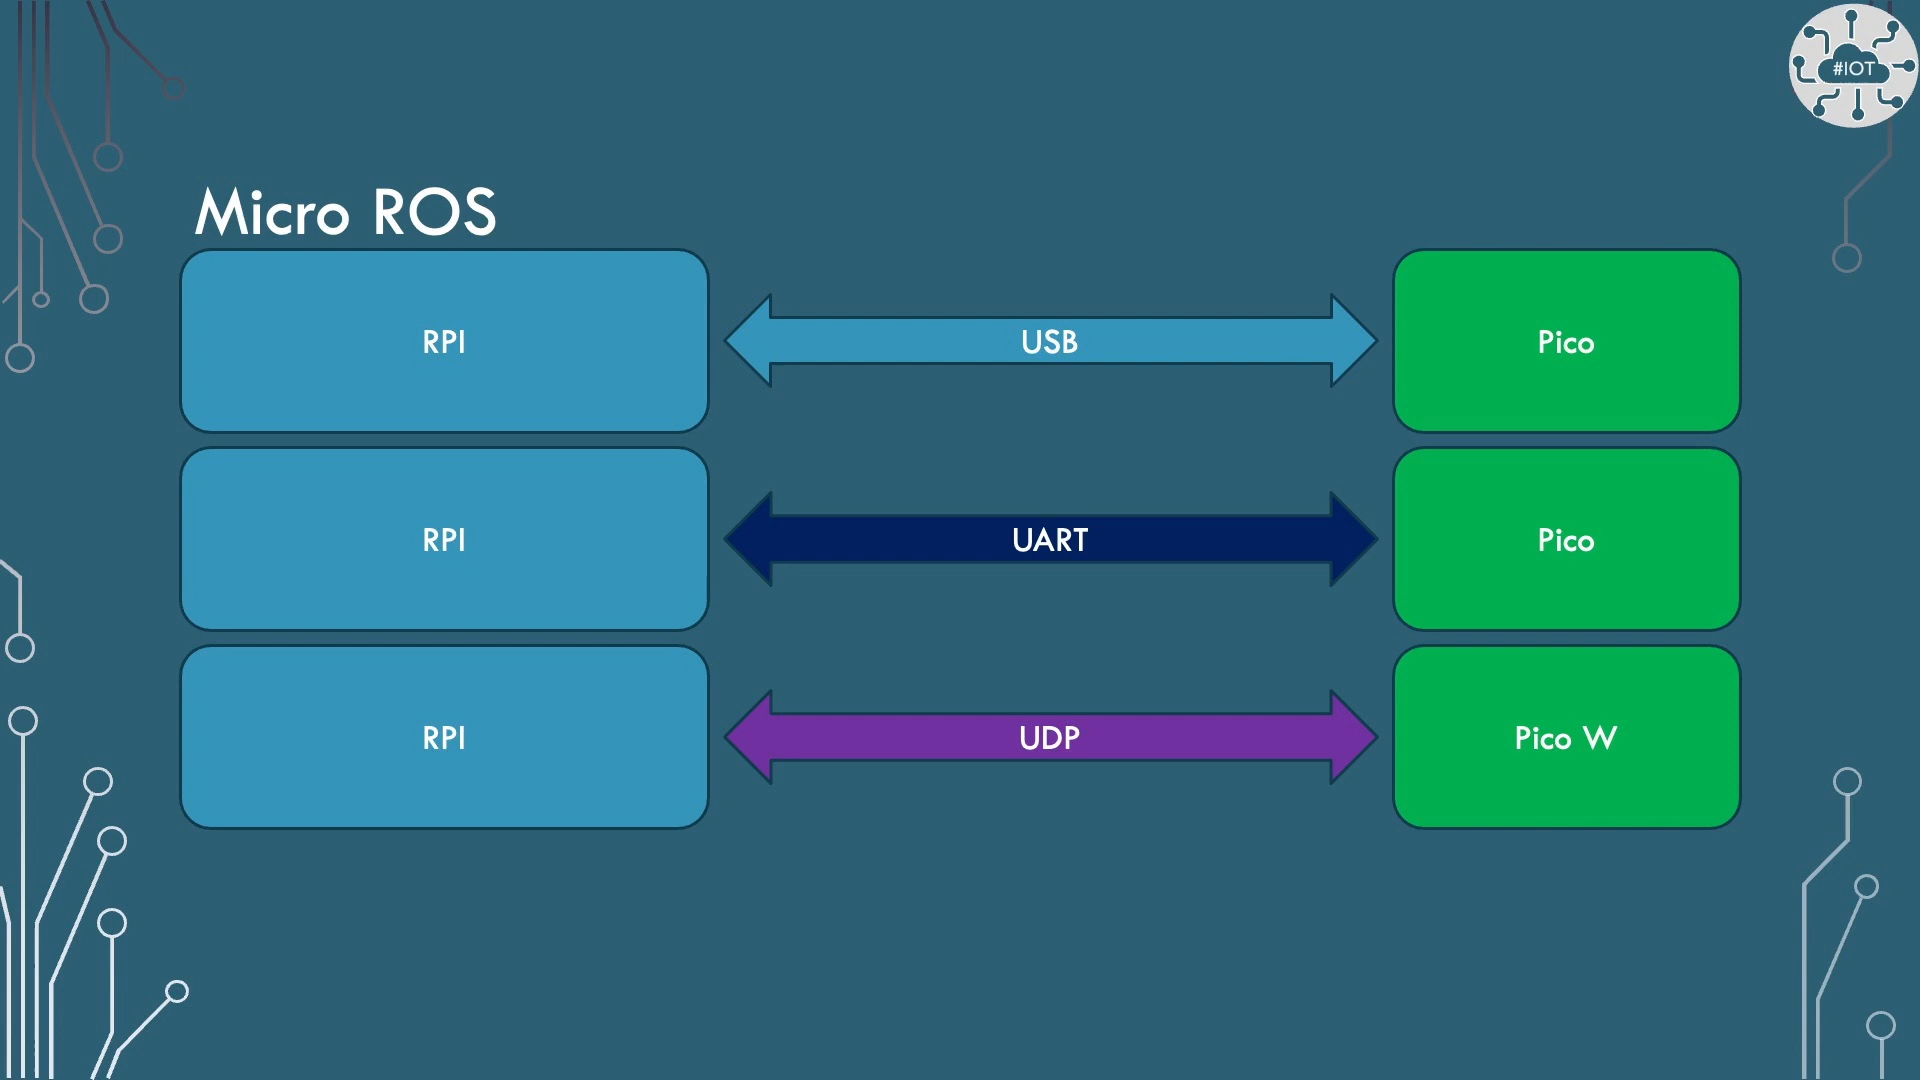 #IOT
Micro ROS
RPI
USB
Pico
RPI
UART
Pico
RPI
UDP
Pico W